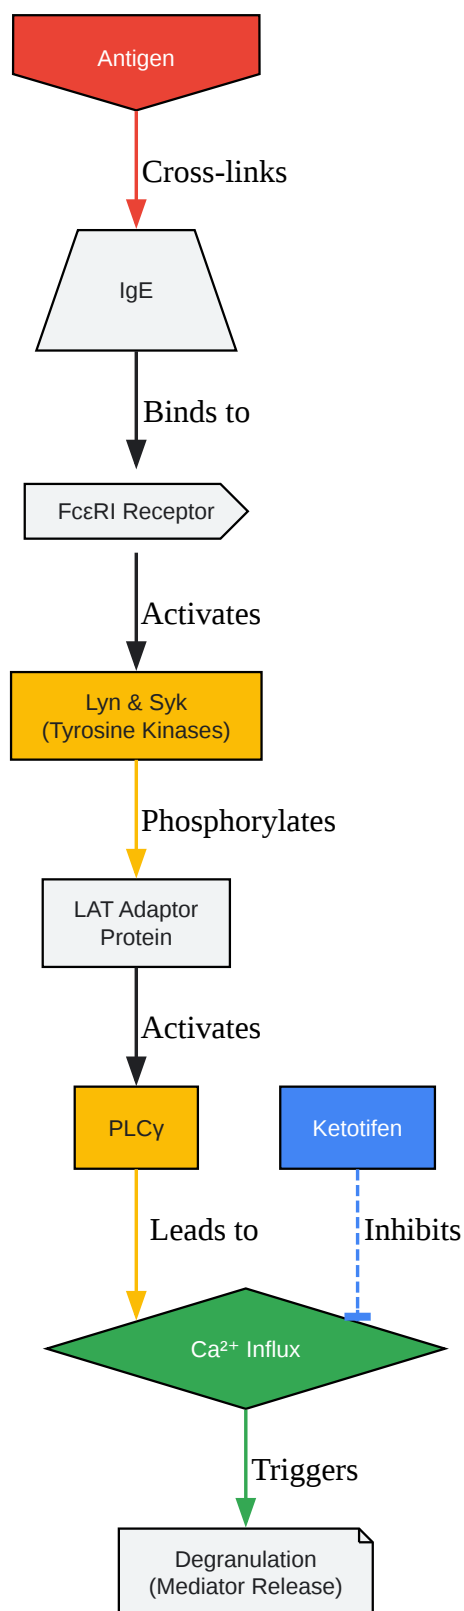 Antigen
Cross-links
IgE
Binds to
FcεRI Receptor
Activates
Lyn & Syk
(Tyrosine Kinases)
Phosphorylates
LAT Adaptor
Protein
Activates
PLCγ
Ketotifen
Leads to
Inhibits
Ca²⁺ Influx
Triggers
Degranulation
(Mediator Release)